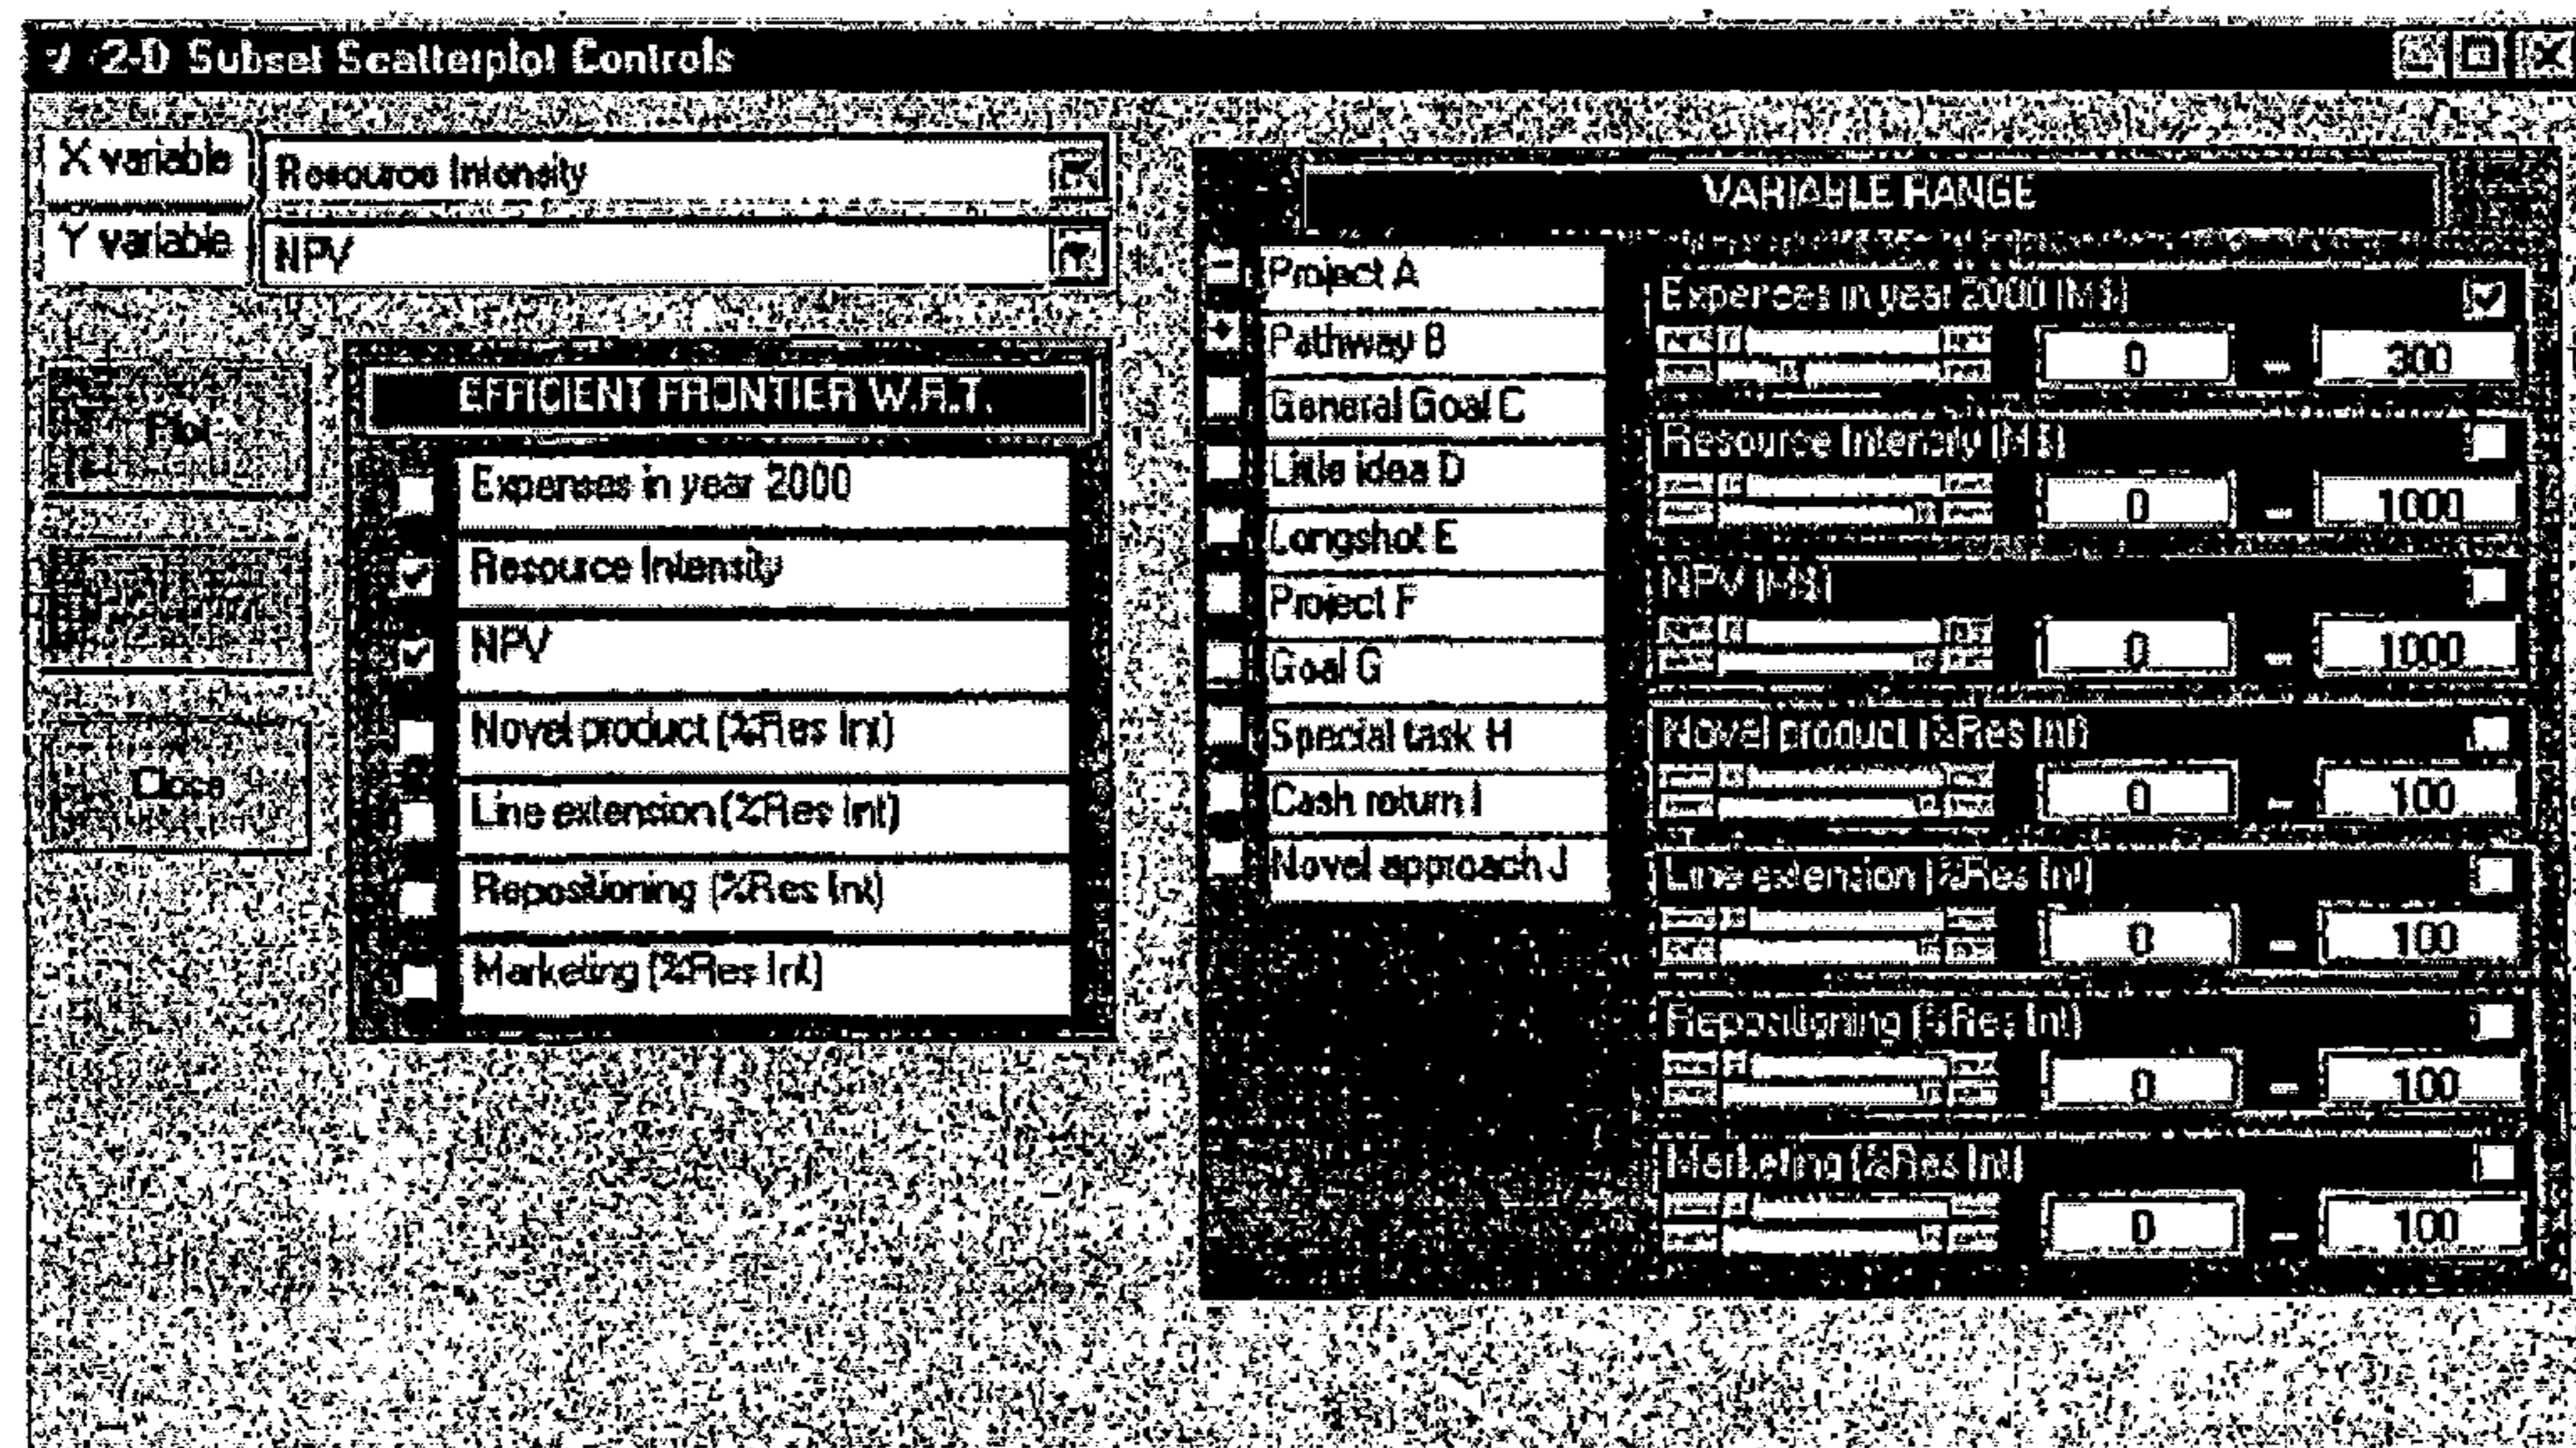 2-D Subset Scatterplot Controls
X variable
Resource Intensity
Y variable
NPV
Plot
Close
EFFICIENT FRONTIER W.R.T.
Expenses in year 2000
Resource Intensity
NPV
Novel product (%Res Int)
Line extension (%Res Int)
Repositioning (%Res Int)
Marketing (%Res Int)
VARIABLE RANGE
Project A
Pathway B
General Goal C
Little idea D
Longshot E
Project F
Goal G
Special task H
Cash return I
Novel approach J
Expenses in year 2000 (M$)
0 - 300
Resource Intensity (M$)
0 - 1000
NPV (M$)
0 - 1000
Novel product (%Res Int)
0 - 100
Line extension (%Res Int)
0 - 100
Repositioning (%Res Int)
0 - 100
Marketing (%Res Int)
0 - 100